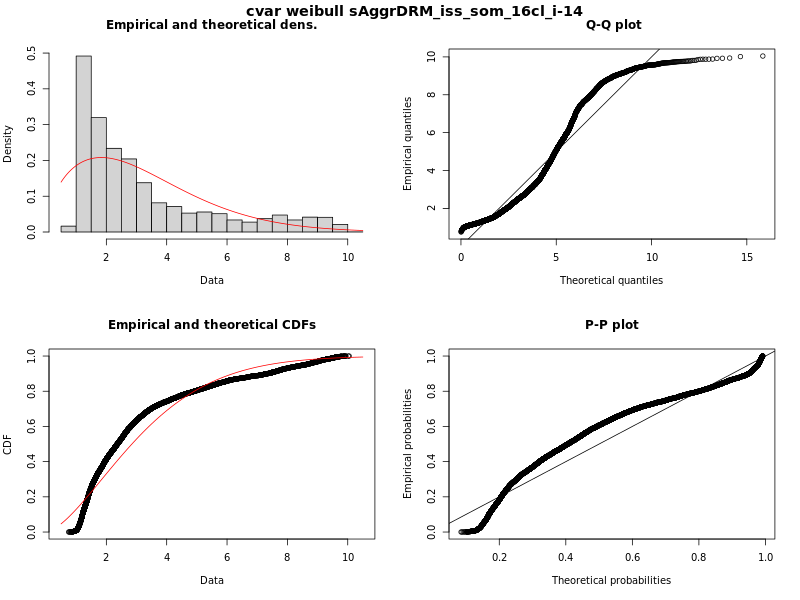 cvar weibull sAggrDRM_iss_som_16cl_i-14
Empirical and theoretical dens.
Density
0.0 0.1 0.2 0.3 0.4 0.5
2 4 6 8 10
Data
Q-Q plot
Empirical quantiles
2 4 6 8 10
0 5 10 15
Theoretical quantiles
Empirical and theoretical CDFs
CDF
0.0 0.2 0.4 0.6 0.8 1.0
2 4 6 8 10
Data
P-P plot
Empirical probabilities
0.0 0.2 0.4 0.6 0.8 1.0
0.2 0.4 0.6 0.8 1.0
Theoretical probabilities